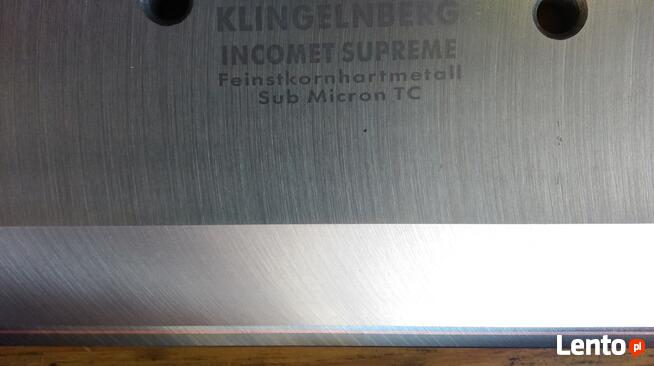 KLINGELNBERG
INCOMET SUPREME
Feinstkornhartmetall
Sub Micron TC
Lento.pl